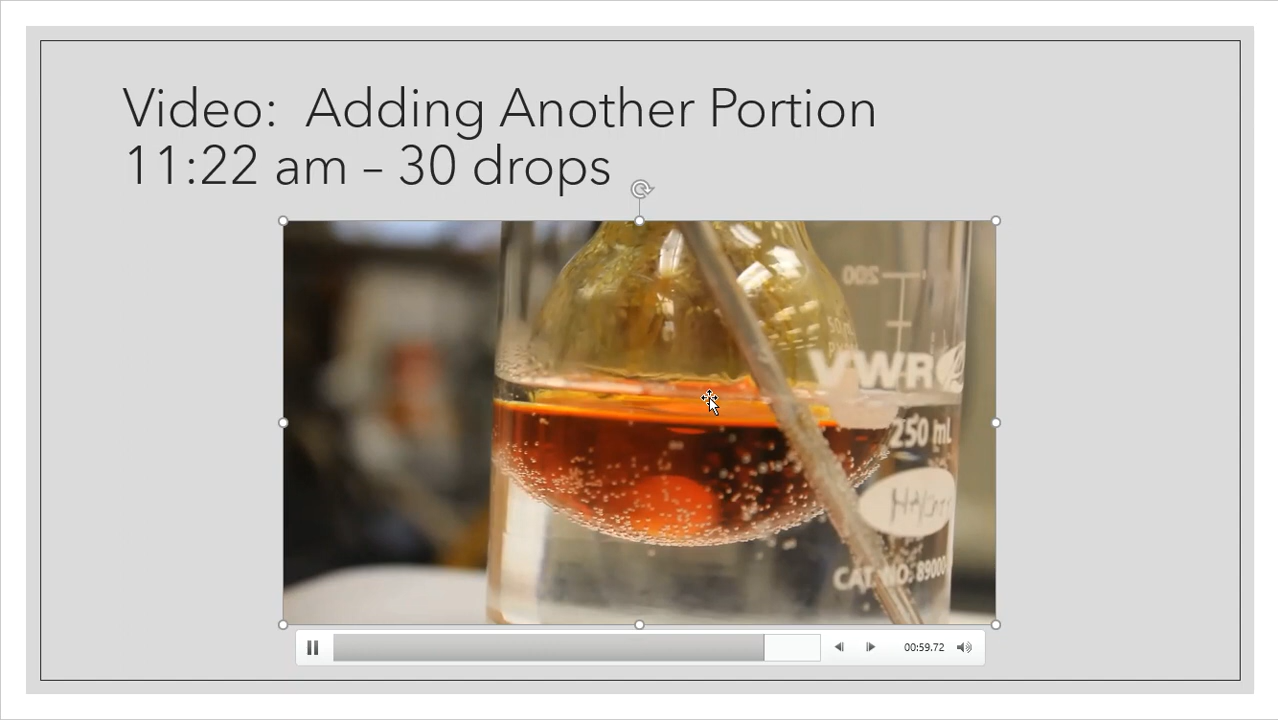 Video:  Adding Another Portion
11:22 am – 30 drops
200
VWR
250 mL
CAT. NO. 89000
00:59.72